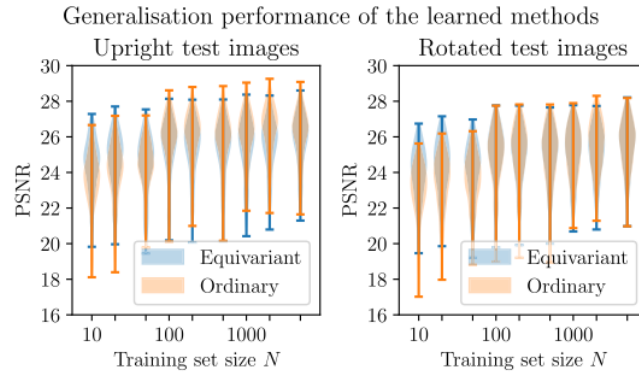 Generalisation performance of the learned methods
Upright test images
Rotated test images
30
28
26
24
22
20
18
16
PSNR
Equivariant
Ordinary
10
100
1000
Training set size N
30
28
26
24
22
20
18
16
PSNR
Equivariant
Ordinary
10
100
1000
Training set size N